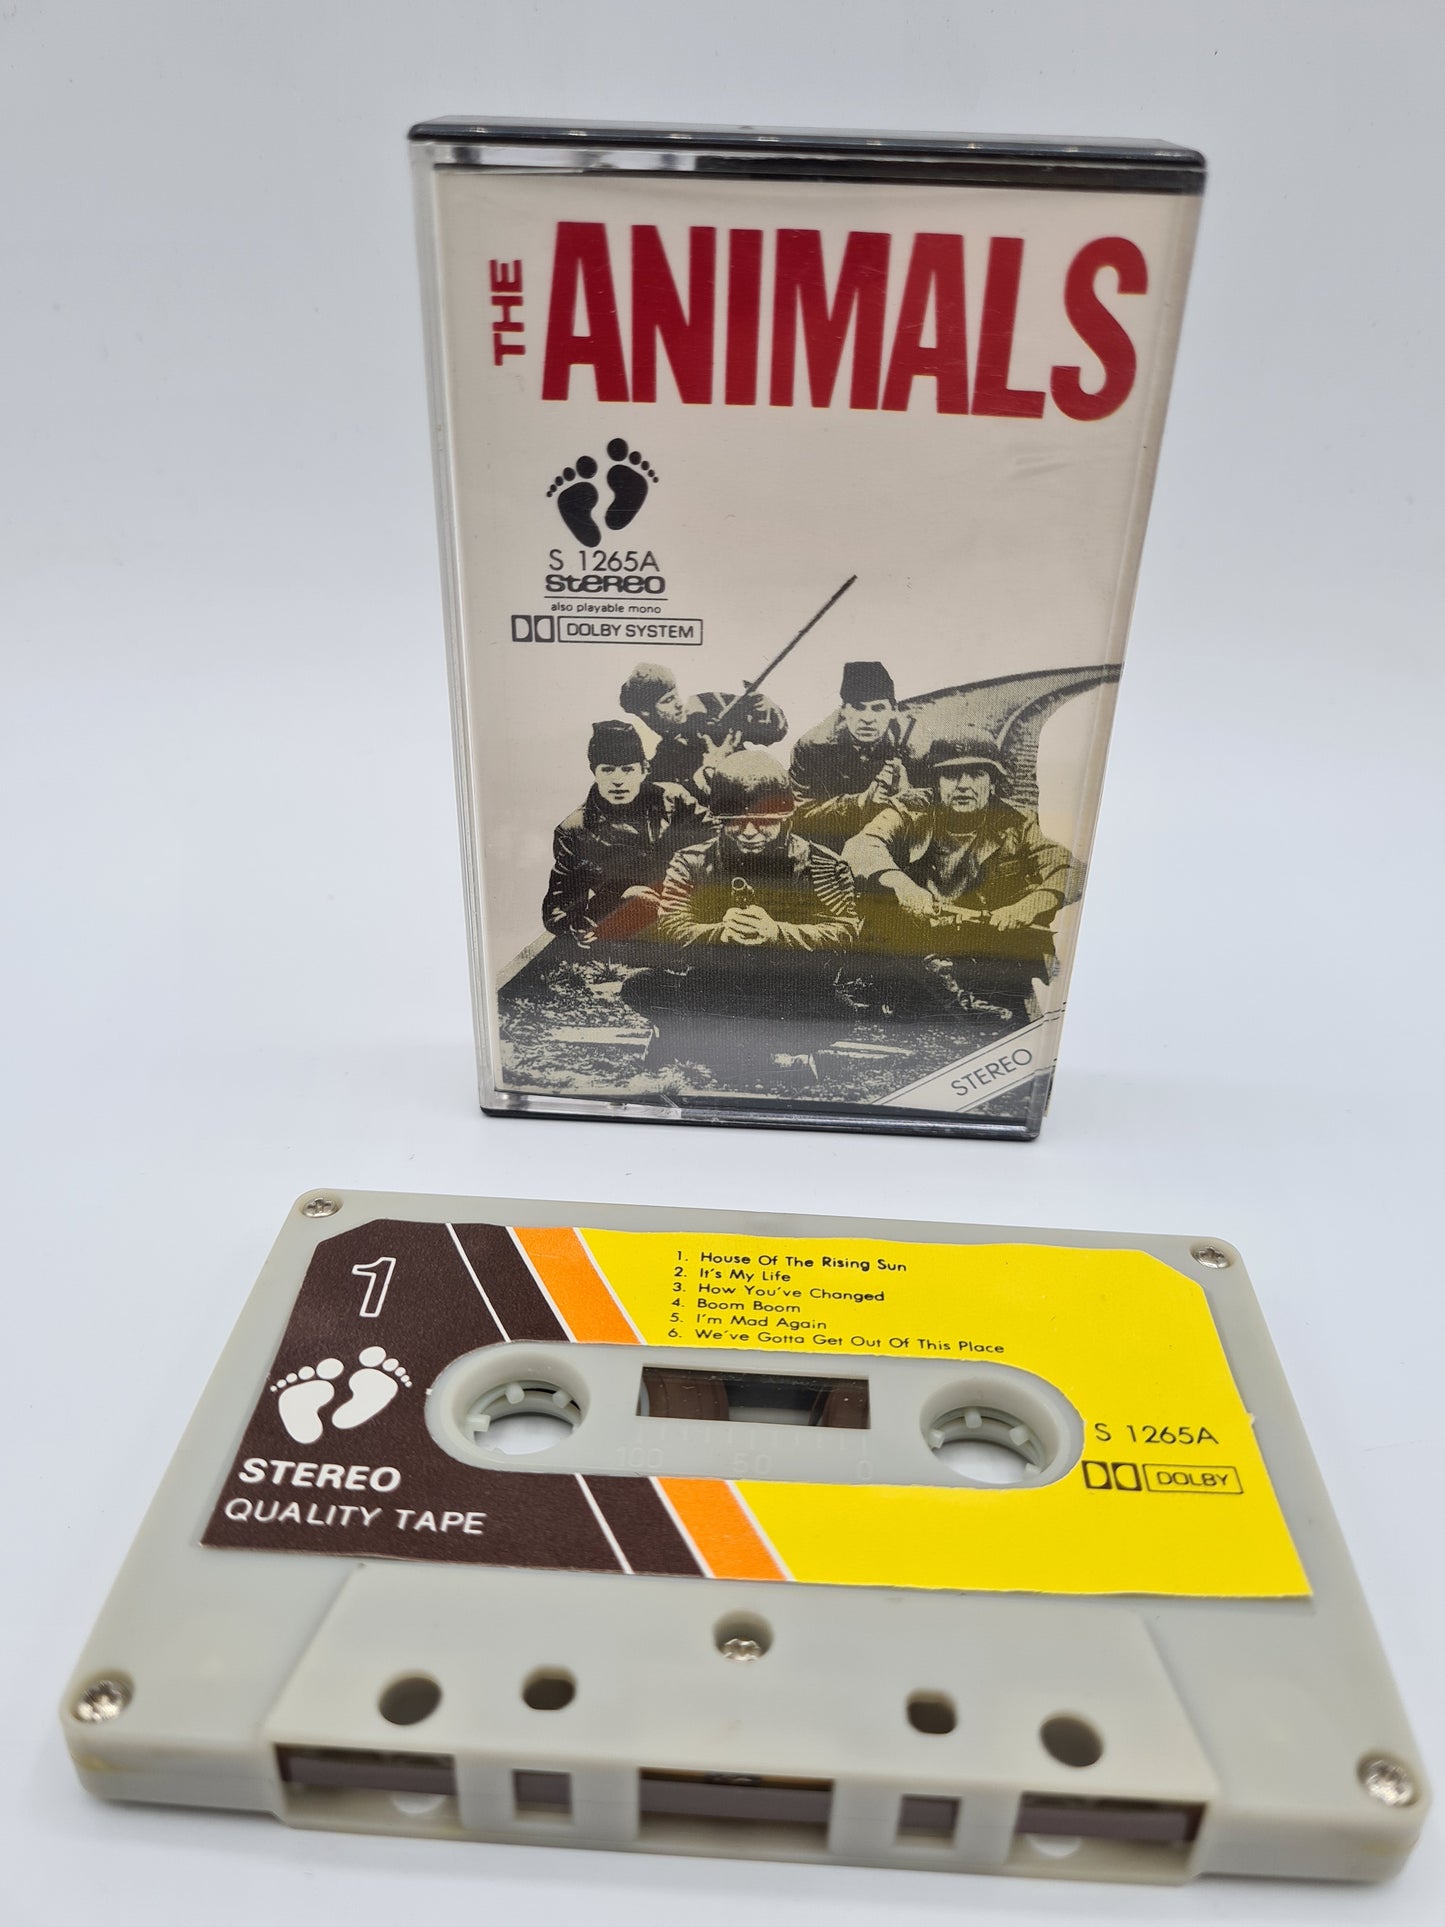 THE ANIMALS
S 1265A
STEREO
also playable mono
DOLBY SYSTEM
STEREO
1
1. House Of The Rising Sun
2. It's My Life
3. How You've Changed
4. Boom Boom
5. I'm Mad Again
6. We've Gotta Get Out Of This Place
STEREO
QUALITY TAPE
100 50 0
S 1265A
DOLBY